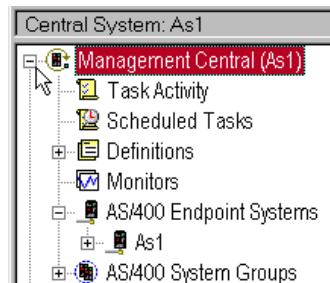 Central System: As1
Management Central (As1)
Task Activity
Scheduled Tasks
Definitions
Monitors
AS/400 Endpoint Systems
As1
AS/400 System Groups